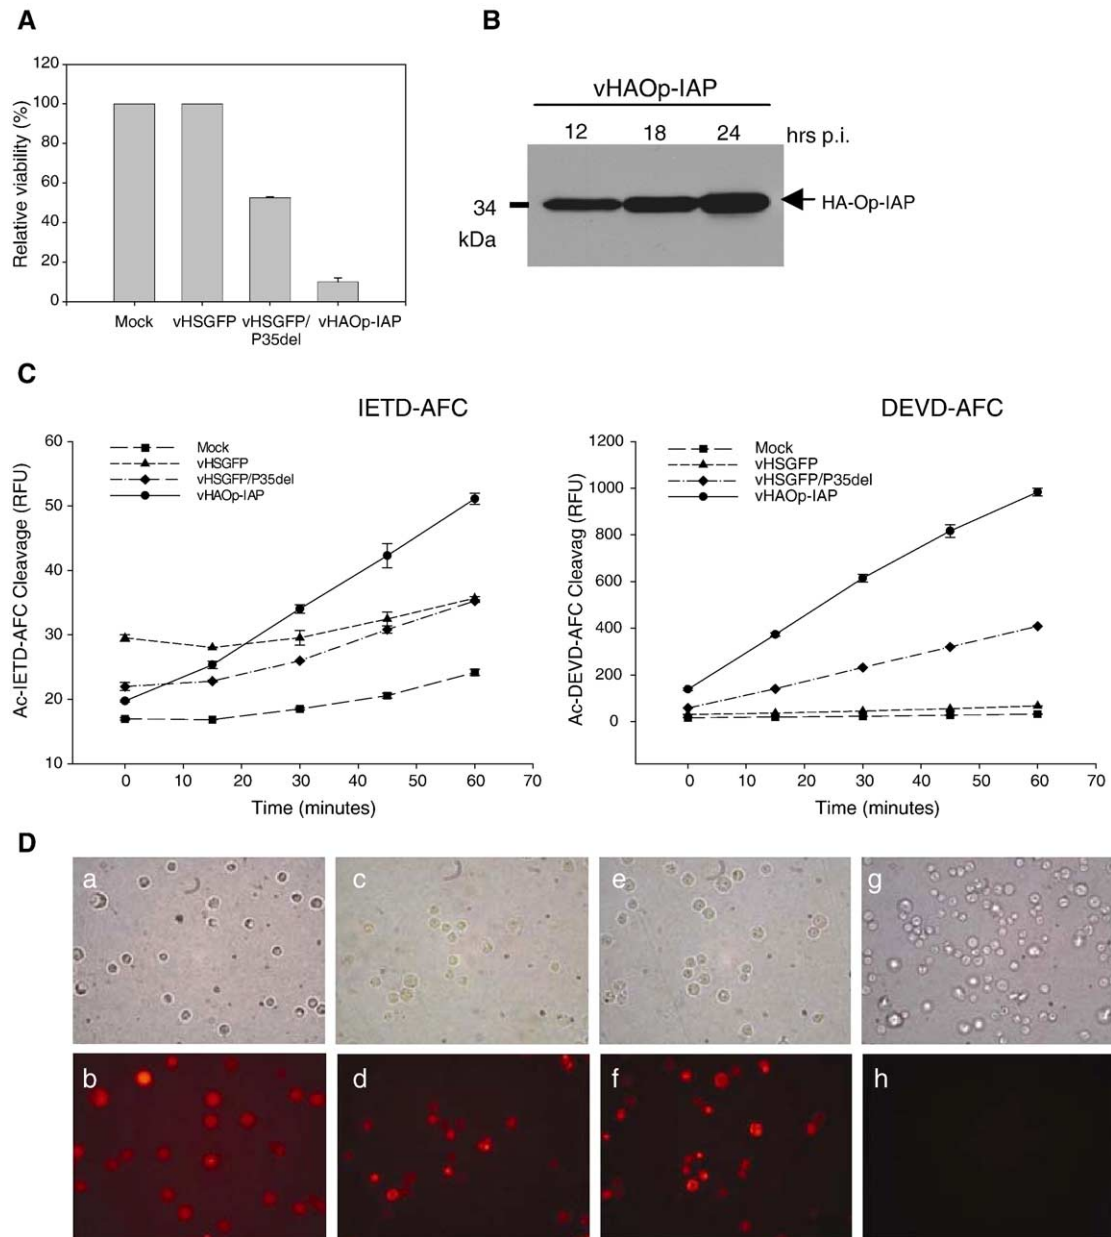 A
120
100
80
60
40
20
0
Relative viability (%)
Mock
vHSGFP
vHSGFP/
P35del
vHAOp-IAP
B
vHAOp-IAP
12 18 24 hrs p.i.
34
kDa
HA-Op-IAP
C
IETD-AFC
60
50
40
30
20
10
Ac-IETD-AFC Cleavage (RFU)
Mock
vHSGFP
vHSGFP/P35del
vHAOp-IAP
0 10 20 30 40 50 60 70
Time (minutes)
DEVD-AFC
1200
1000
800
600
400
200
0
Ac-DEVD-AFC Cleavag (RFU)
Mock
vHSGFP
vHSGFP/P35del
vHAOp-IAP
0 10 20 30 40 50 60 70
Time (minutes)
D
a
c
e
g
b
d
f
h